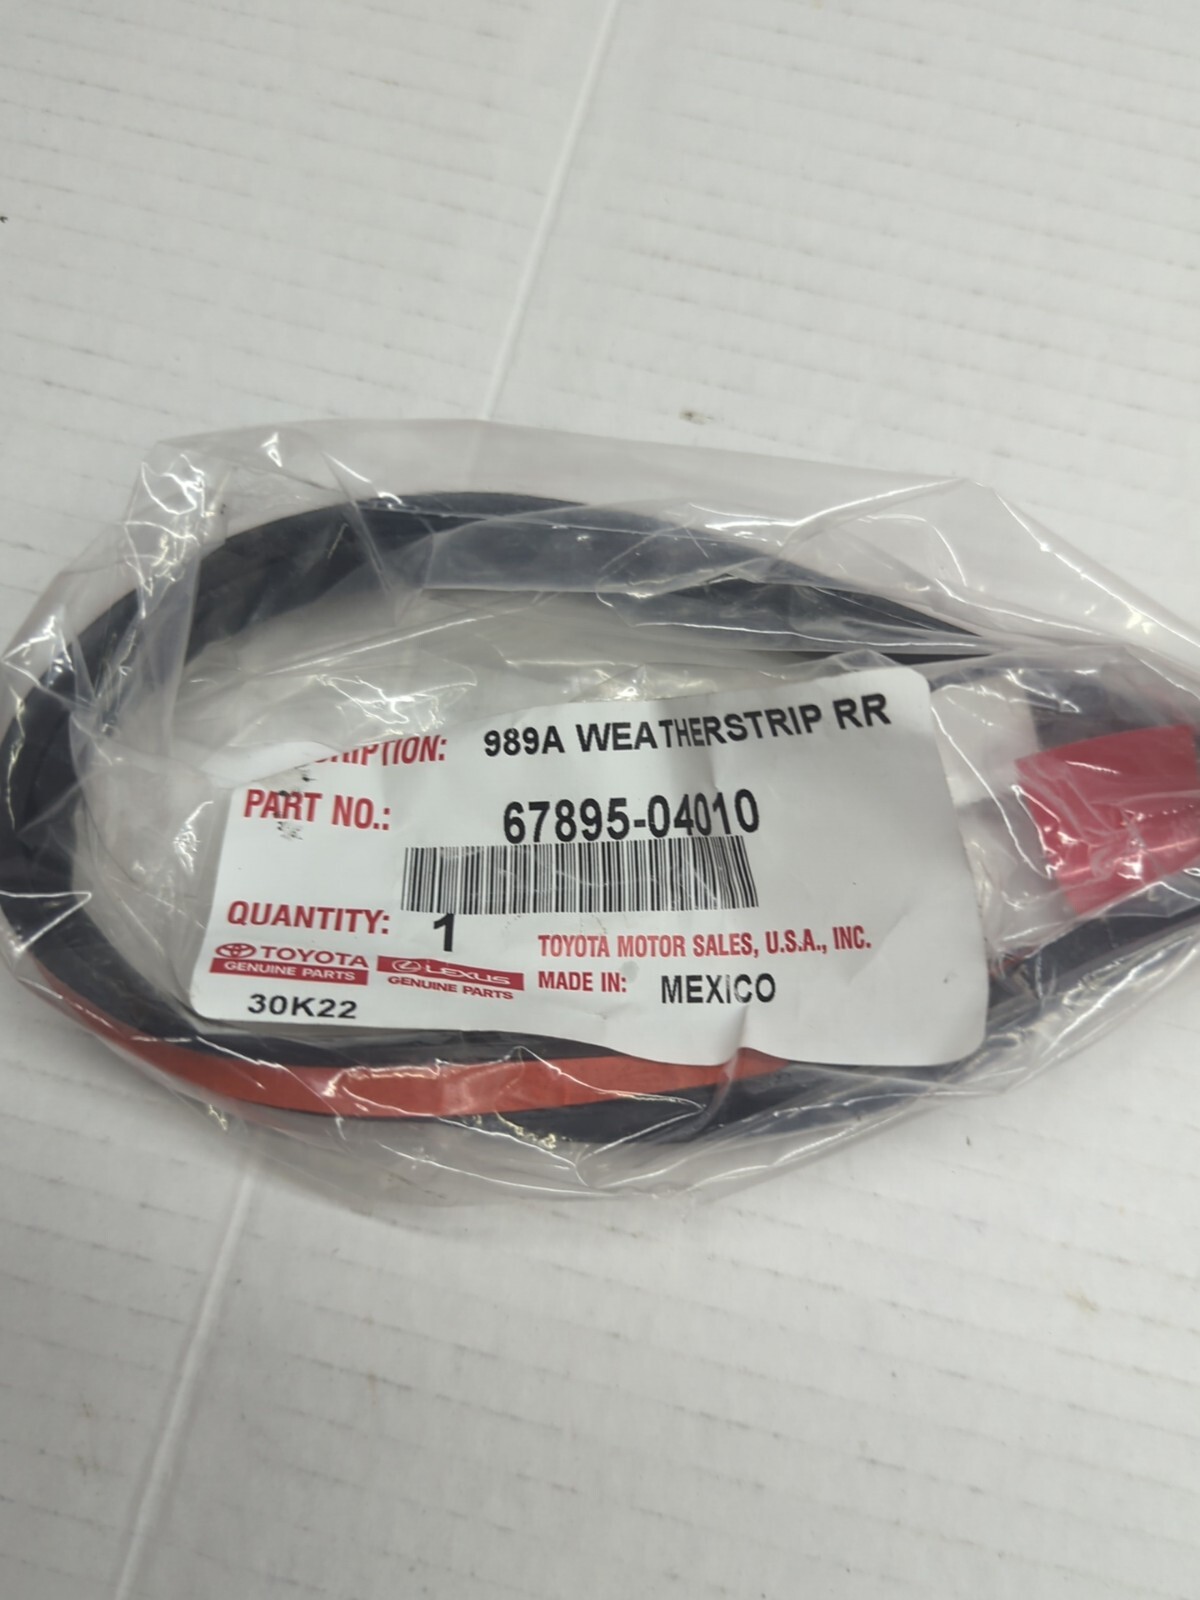 989A WEATHERSTRIP RR
PART NO.: 67895-04010
QUANTITY: 1
TOYOTA MOTOR SALES, U.S.A., INC.
TOYOTA
GENUINE PARTS
LEXUS
GENUINE PARTS
MADE IN: MEXICO
30K22